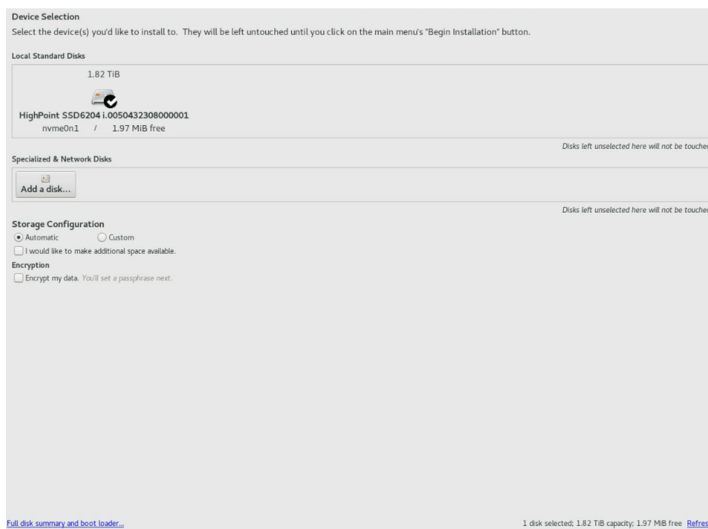 Device Selection
Select the device(s) you'd like to install to. They will be left untouched until you click on the main menu's "Begin Installation" button.
Local Standard Disks
1.82 TiB
HighPoint SSD6204 i.0050432308000001
nvme0n1 / 1.97 MiB free
Disks left unselected here will not be touched
Specialized & Network Disks
Add a disk...
Disks left unselected here will not be touched
Storage Configuration
Automatic Custom
I would like to make additional space available.
Encryption
Encrypt my data. You'll set a passphrase next.
Full disk summary and boot loader... 1 disk selected; 1.82 TiB capacity; 1.97 MiB free Refres